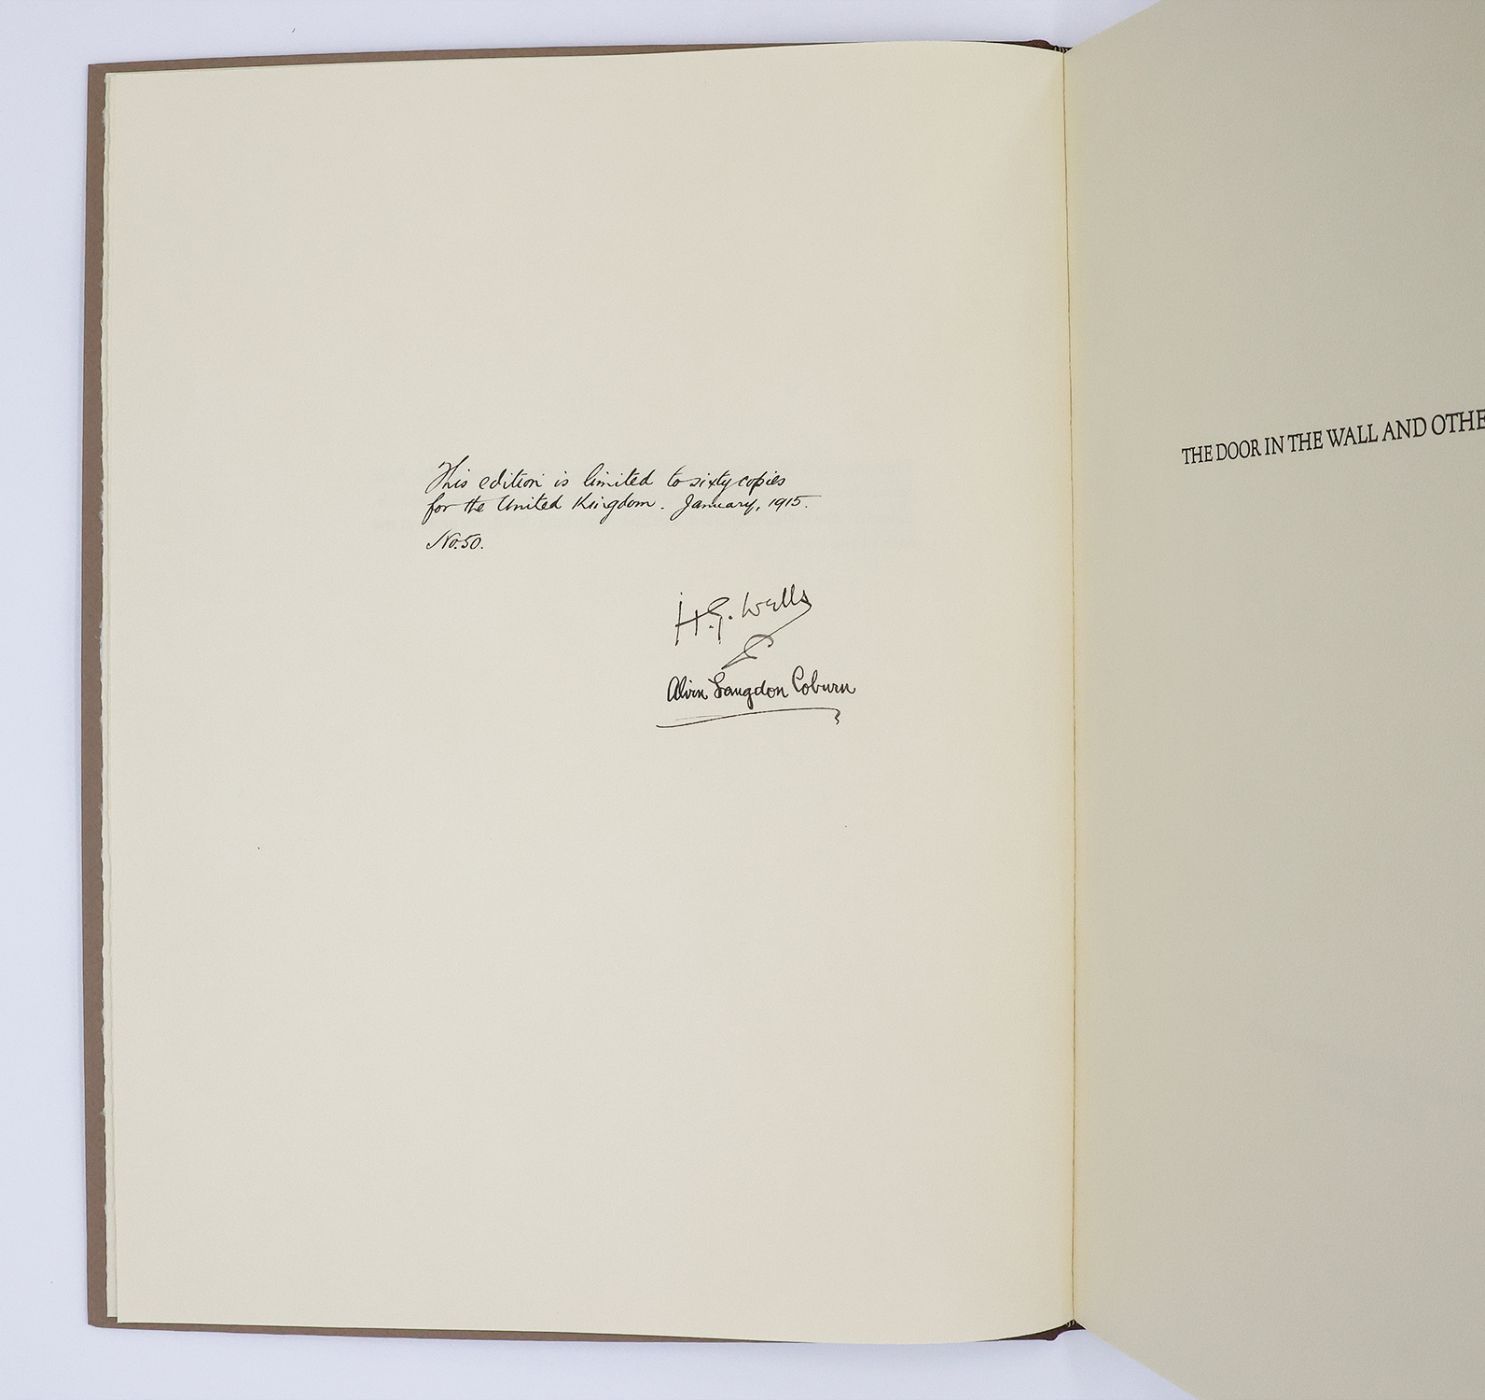 This edition is limited to sixty copies
for the United Kingdom. January, 1915.
No. 50.
H.G. Wells
Alvin Langdon Coburn
THE DOOR IN THE WALL AND OTHE